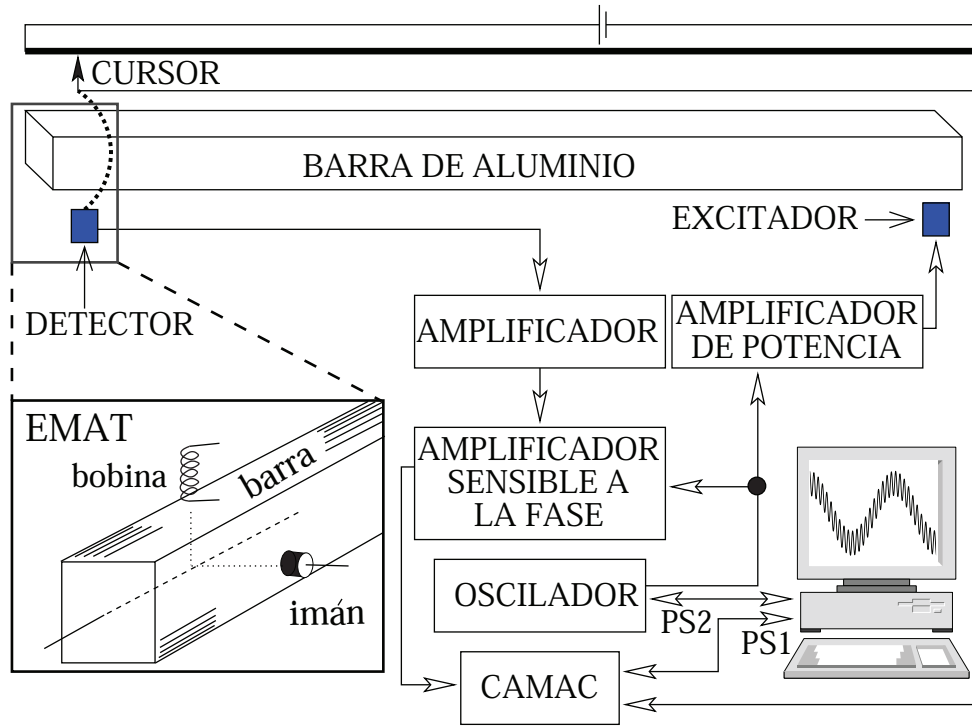 CURSOR
BARRA DE ALUMINIO
EXCITADOR
DETECTOR
AMPLIFICADOR
AMPLIFICADOR
DE POTENCIA
EMAT
bobina
barra
imán
AMPLIFICADOR
SENSIBLE A
LA FASE
OSCILADOR
PS2
PS1
CAMAC